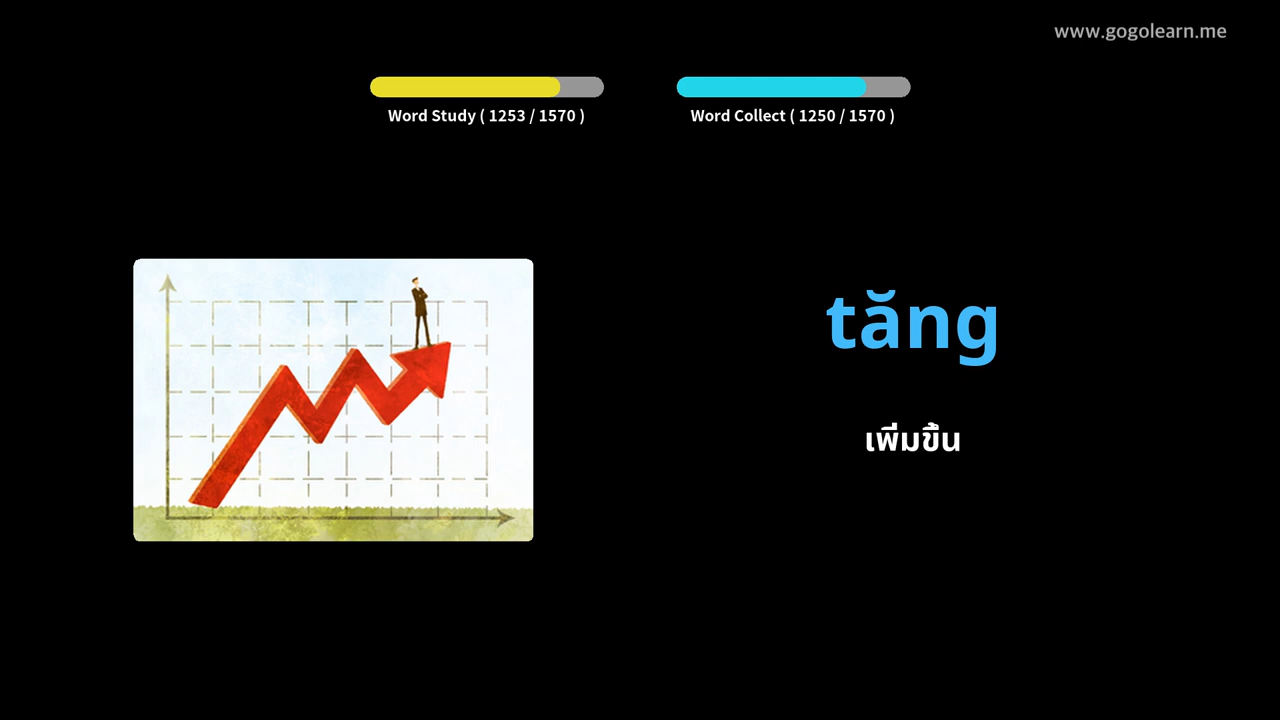 www.gogolearn.me
Word Study ( 1253 / 1570 )
Word Collect ( 1250 / 1570 )
tăng
เพิ่มขึ้น